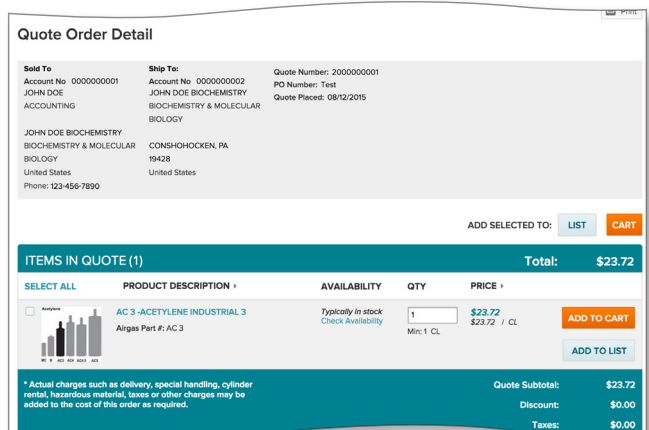 Print
Quote Order Detail
Sold To
Account No 0000000001
JOHN DOE
ACCOUNTING
JOHN DOE BIOCHEMISTRY
BIOCHEMISTRY & MOLECULAR
BIOLOGY
United States
Phone: 123-456-7890
Ship To:
Account No 0000000002
JOHN DOE BIOCHEMISTRY
BIOCHEMISTRY & MOLECULAR
BIOLOGY
CONSHOHOCKEN, PA
19428
United States
Quote Number: 2000000001
PO Number: Test
Quote Placed: 08/12/2015
ADD SELECTED TO: LIST CART
ITEMS IN QUOTE (1) Total: $23.72
SELECT ALL PRODUCT DESCRIPTION AVAILABILITY QTY PRICE
Acetylene
MC B AC3 AC4 AC4.5 AC5
AC 3 -ACETYLENE INDUSTRIAL 3
Airgas Part #: AC 3
Typically in stock
Check Availability
1
Min: 1 CL
$23.72
$23.72 / CL
ADD TO CART
ADD TO LIST
* Actual charges such as delivery, special handling, cylinder
rental, hazardous material, taxes or other charges may be
added to the cost of this order as required.
Quote Subtotal: $23.72
Discount: $0.00
Taxes: $0.00